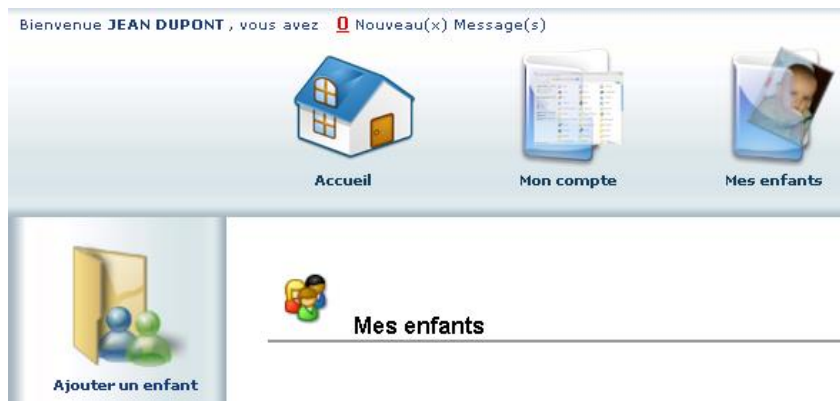 Bienvenue JEAN DUPONT , vous avez 0 Nouveau(x) Message(s)
Accueil
Mon compte
Mes enfants
Ajouter un enfant
Mes enfants